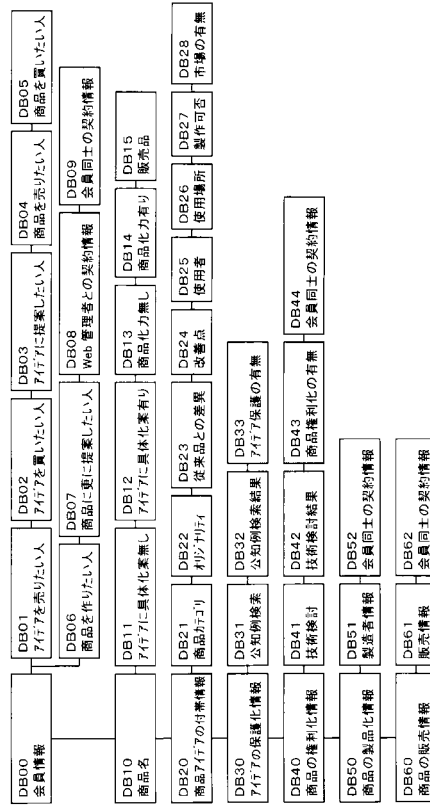 DB00
会員情報
DB01
アイデアを売りたい人
DB02
アイデアを買いたい人
DB03
アイデアに提案したい人
DB04
商品を売りたい人
DB05
商品を買いたい人
DB06
商品を作りたい人
DB07
商品に更に提案したい人
DB08
Web 管理者との契約情報
DB09
会員同士の契約情報
DB10
商品名
DB11
アイデアに具体化案無し
DB12
アイデアに具体化案有り
DB13
商品化力無し
DB14
商品化力有り
DB15
販売品
DB20
商品アイデアの付帯情報
DB21
商品カテゴリ
DB22
オリジナリティ
DB23
従来品との差異
DB24
改善点
DB25
使用者
DB26
使用場所
DB27
製作可否
DB28
市場の有無
DB30
アイデアの保護化情報
DB31
公知例検索
DB32
公知例検索結果
DB33
アイデア保護の有無
DB40
商品の権利化情報
DB41
技術検討
DB42
技術検討結果
DB43
商品権利化の有無
DB44
会員同士の契約情報
DB50
商品の製品化情報
DB51
製造者情報
DB52
会員同士の契約情報
DB60
商品の販売情報
DB61
販売情報
DB62
会員同士の契約情報